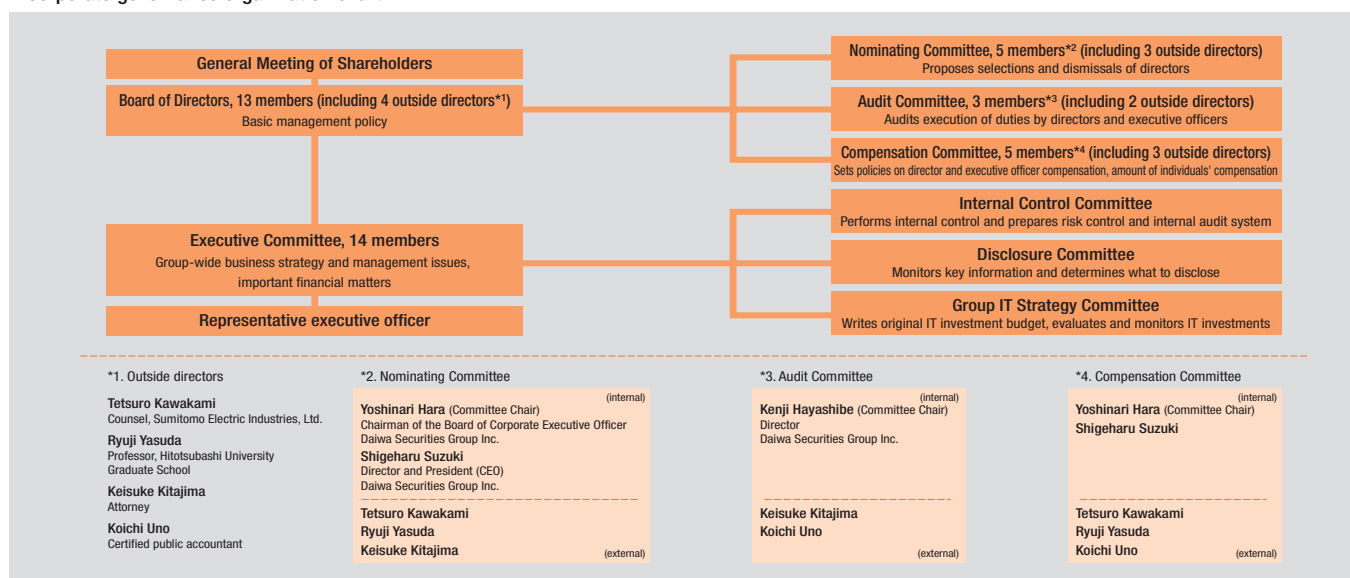 General Meeting of Shareholders
Board of Directors, 13 members (including 4 outside directors*1)
Basic management policy
Executive Committee, 14 members
Group-wide business strategy and management issues,
important financial matters
Representative executive officer
Nominating Committee, 5 members*2 (including 3 outside directors)
Proposes selections and dismissals of directors
Audit Committee, 3 members*3 (including 2 outside directors)
Audits execution of duties by directors and executive officers
Compensation Committee, 5 members*4 (including 3 outside directors)
Sets policies on director and executive officer compensation, amount of individuals' compensation
Internal Control Committee
Performs internal control and prepares risk control and internal audit system
Disclosure Committee
Monitors key information and determines what to disclose
Group IT Strategy Committee
Writes original IT investment budget, evaluates and monitors IT investments
*1. Outside directors
Tetsuro Kawakami
Counsel, Sumitomo Electric Industries, Ltd.
Ryuji Yasuda
Professor, Hitotsubashi University
Graduate School
Keisuke Kitajima
Attorney
Koichi Uno
Certified public accountant
*2. Nominating Committee
(internal)
Yoshinari Hara (Committee Chair)
Chairman of the Board of Corporate Executive Officer
Daiwa Securities Group Inc.
Shigeharu Suzuki
Director and President (CEO)
Daiwa Securities Group Inc.
Tetsuro Kawakami
Ryuji Yasuda
Keisuke Kitajima
(external)
*3. Audit Committee
(internal)
Kenji Hayashibe (Committee Chair)
Director
Daiwa Securities Group Inc.
Keisuke Kitajima
Koichi Uno
(external)
*4. Compensation Committee
(internal)
Yoshinari Hara (Committee Chair)
Shigeharu Suzuki
Tetsuro Kawakami
Ryuji Yasuda
Koichi Uno
(external)